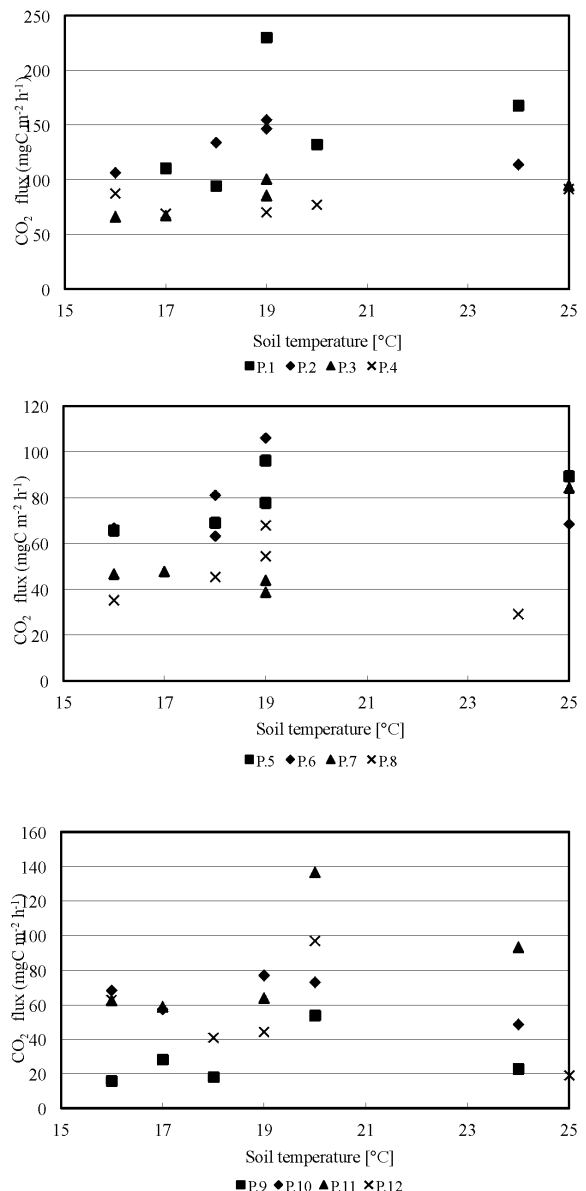 250
200
150
100
50
0
CO₂ flux (mgC m⁻² h⁻¹)
15 17 19 21 23 25
Soil temperature [°C]
P.1 P.2 P.3 P.4
120
100
80
60
40
20
0
CO₂ flux (mgC m⁻² h⁻¹)
15 17 19 21 23 25
Soil temperature [°C]
P.5 P.6 P.7 P.8
160
140
120
100
80
60
40
20
0
CO₂ flux (mgC m⁻² h⁻¹)
15 17 19 21 23 25
Soil temperature [°C]
P.9 P.10 P.11 P.12